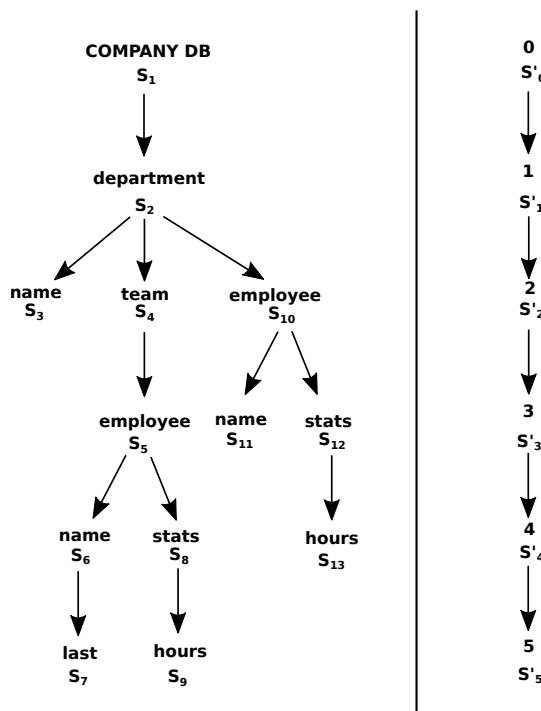 COMPANY DB
S₁
department
S₂
name
S₃
team
S₄
employee
S₁₀
employee
S₅
name
S₁₁
stats
S₁₂
name
S₆
stats
S₈
hours
S₁₃
last
S₇
hours
S₉
0
S'₀
1
S'₁
2
S'₂
3
S'₃
4
S'₄
5
S'₅